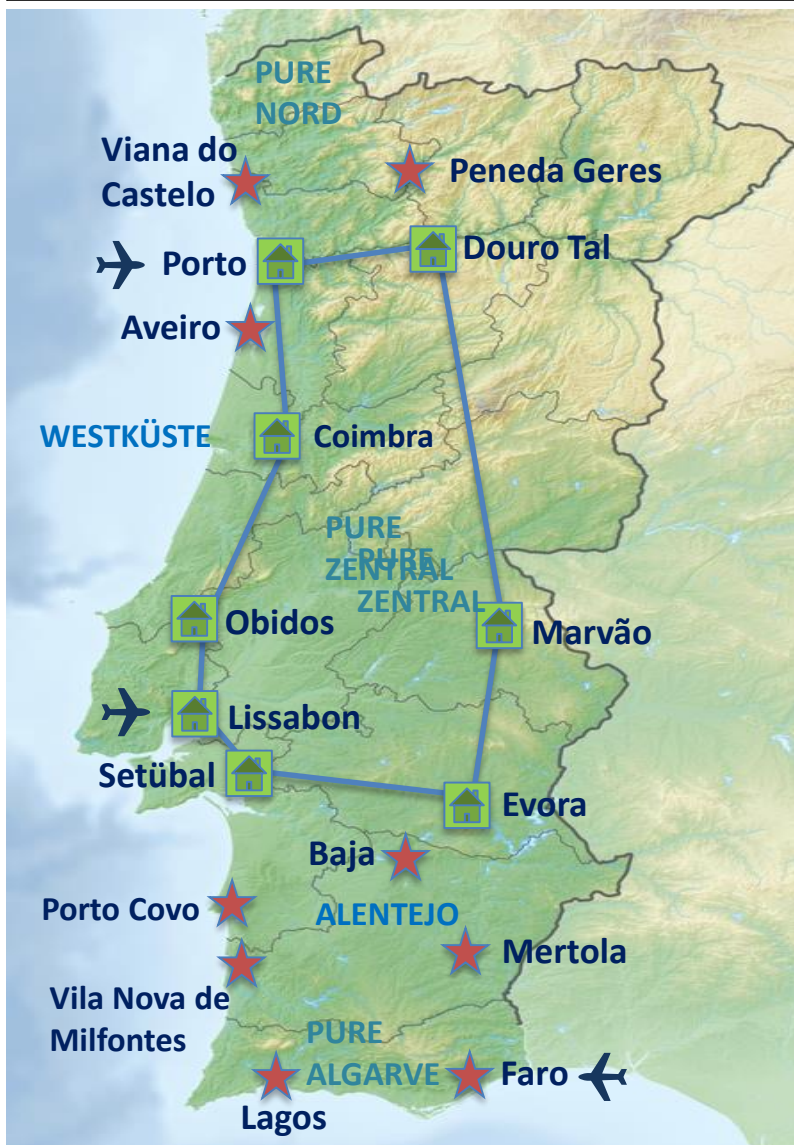 PURE
NORD
Viana do
Castelo
Peneda Geres
Porto
Douro Tal
Aveiro
WESTKÜSTE
Coimbra
PURE
ZENTRAL
PURE
ZENTRAL
Obidos
Marvão
Lissabon
Setübal
Evora
Baja
Porto Covo
ALENTEJO
Mertola
Vila Nova de
Milfontes
PURE
ALGARVE
Faro
Lagos